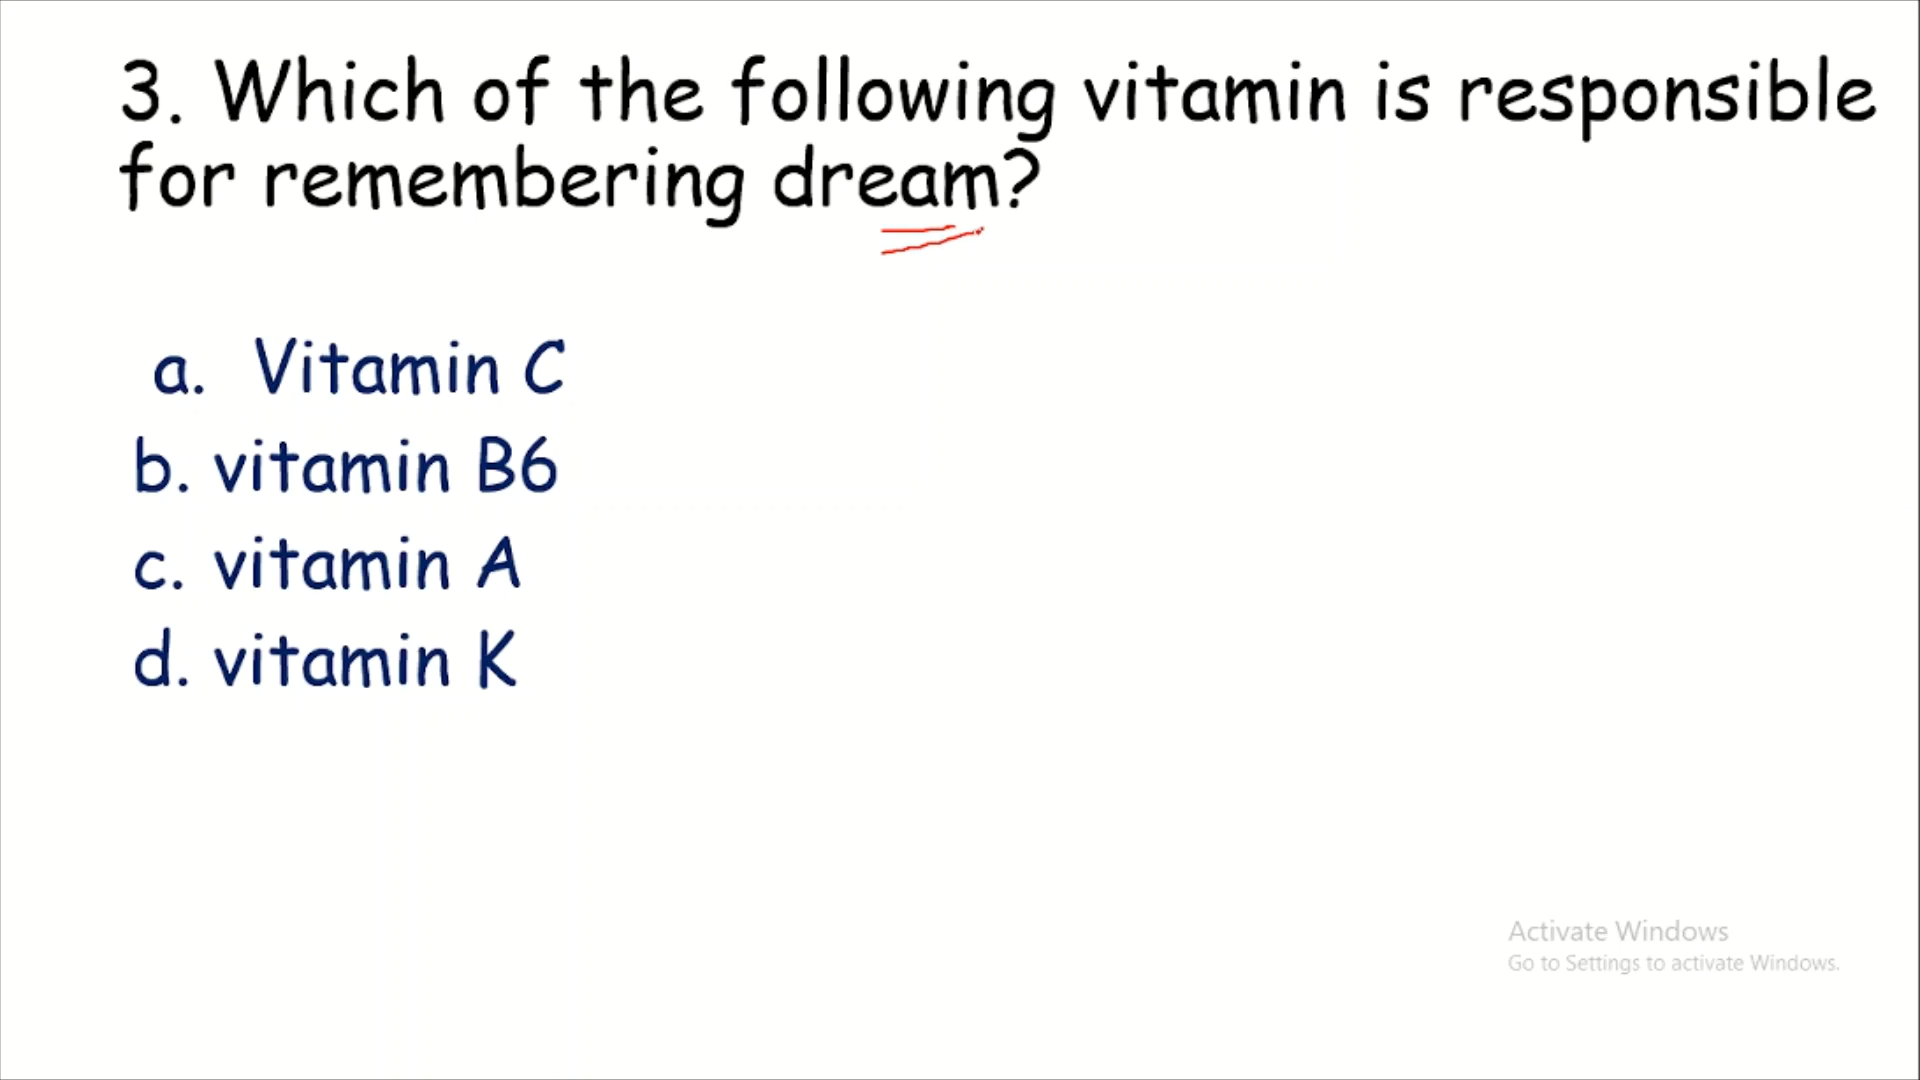 3. Which of the following vitamin is responsible
for remembering dream?
a. Vitamin C
b. vitamin B6
c. vitamin A
d. vitamin K
Activate Windows
Go to Settings to activate Windows.